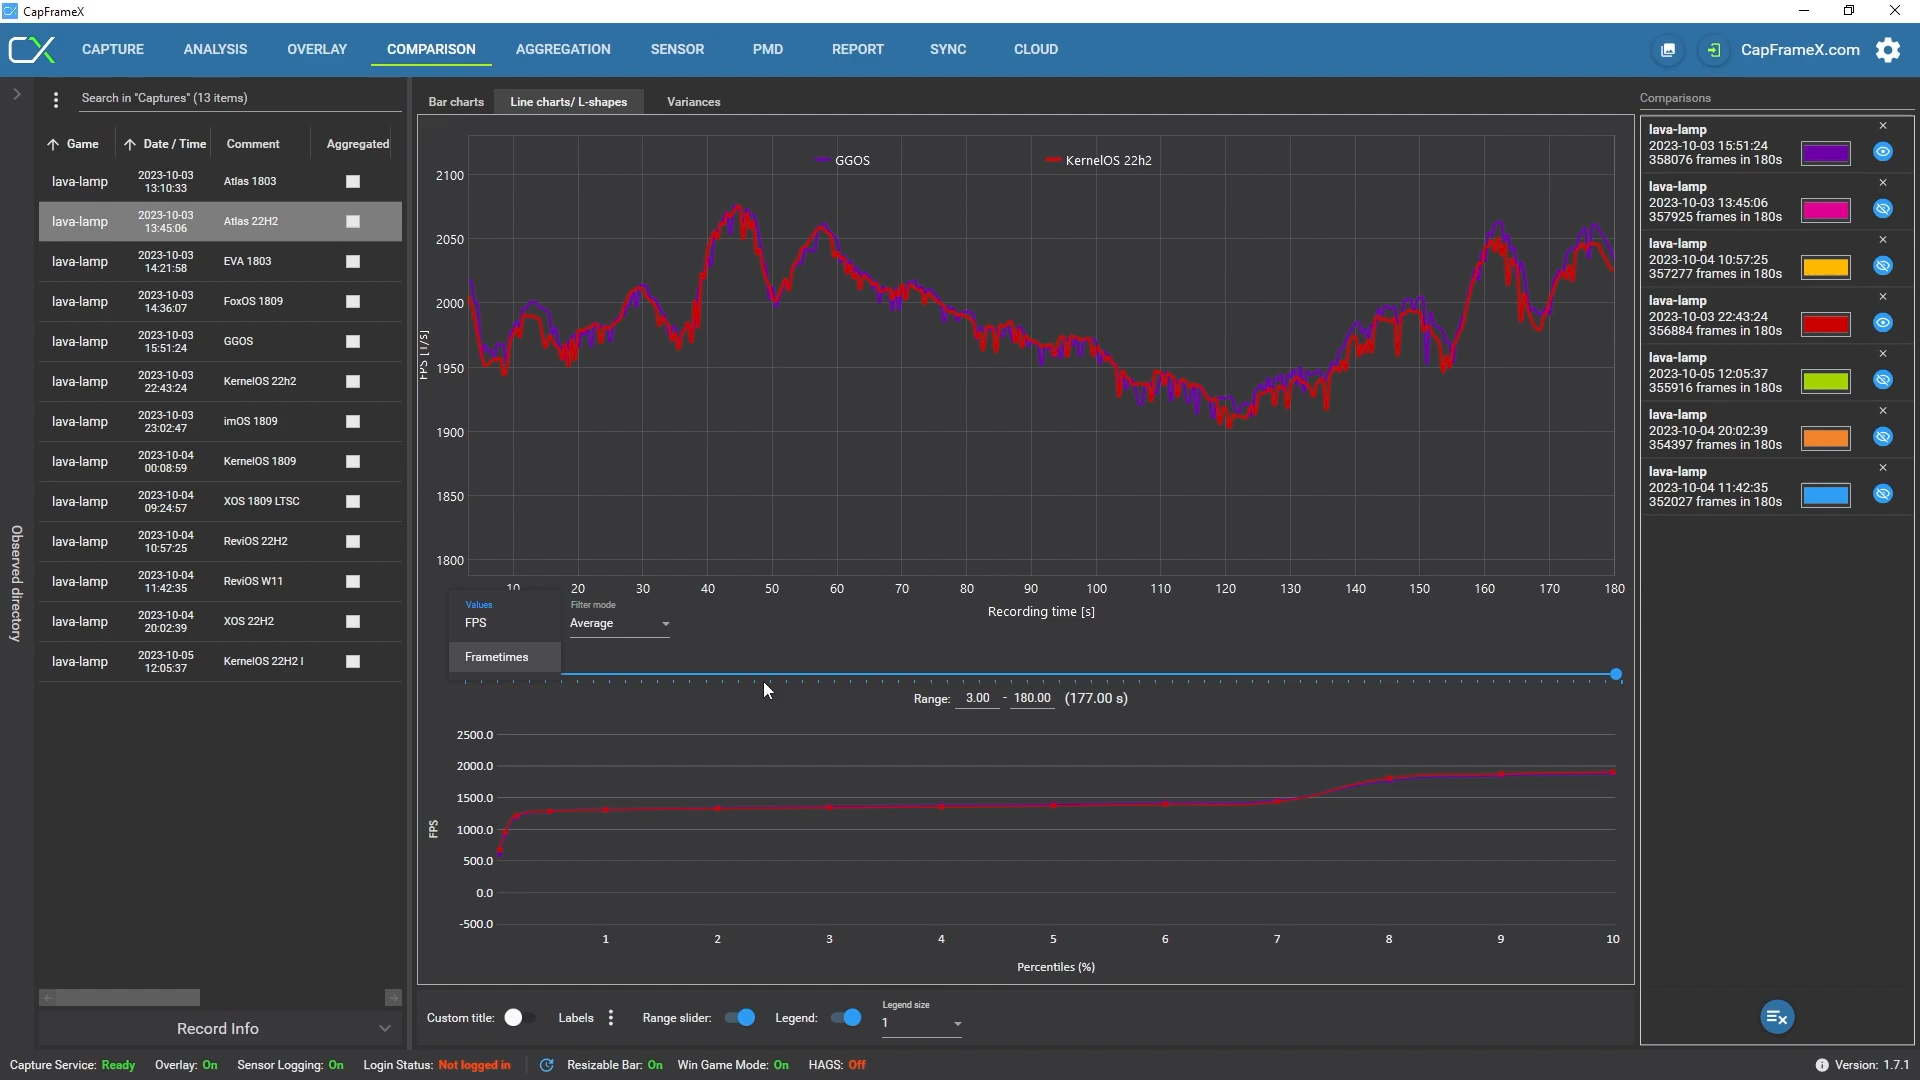 CapFrameX
CX CAPTURE ANALYSIS OVERLAY COMPARISON AGGREGATION SENSOR PMD REPORT SYNC CLOUD CapFrameX.com
Search in "Captures" (13 items)
Game Date / Time Comment Aggregated
lava-lamp 2023-10-03 13:10:33 Atlas 1803
lava-lamp 2023-10-03 13:45:06 Atlas 22H2
lava-lamp 2023-10-03 14:21:58 EVA 1803
lava-lamp 2023-10-03 14:36:07 FoxOS 1809
lava-lamp 2023-10-03 15:51:24 GGOS
lava-lamp 2023-10-03 22:43:24 KernelOS 22h2
lava-lamp 2023-10-03 23:02:47 imOS 1809
lava-lamp 2023-10-04 00:08:59 KernelOS 1809
lava-lamp 2023-10-04 09:24:57 XOS 1809 LTSC
lava-lamp 2023-10-04 10:57:25 ReviOS 22H2
lava-lamp 2023-10-04 11:42:35 ReviOS W11
lava-lamp 2023-10-04 20:02:39 XOS 22H2
lava-lamp 2023-10-05 12:05:37 KernelOS 22H2 I
Observed directory
Record Info
Bar charts Line charts/ L-shapes Variances
GGOS KernelOS 22h2
2100
2050
2000
1950
1900
1850
1800
FPS [1/s]
10 20 30 40 50 60 70 80 90 100 110 120 130 140 150 160 170 180
Recording time [s]
Values
FPS
Frametimes
Filter mode
Average
Range: 3.00 - 180.00 (177.00 s)
2500.0
2000.0
1500.0
1000.0
500.0
0.0
-500.0
FPS
1 2 3 4 5 6 7 8 9 10
Percentiles (%)
Custom title: Labels Range slider: Legend: Legend size
1
Comparisons
lava-lamp
2023-10-03 15:51:24
358076 frames in 180s
lava-lamp
2023-10-03 13:45:06
357925 frames in 180s
lava-lamp
2023-10-04 10:57:25
357277 frames in 180s
lava-lamp
2023-10-03 22:43:24
356884 frames in 180s
lava-lamp
2023-10-05 12:05:37
355916 frames in 180s
lava-lamp
2023-10-04 20:02:39
354397 frames in 180s
lava-lamp
2023-10-04 11:42:35
352027 frames in 180s
Capture Service: Ready Overlay: On Sensor Logging: On Login Status: Not logged in Resizable Bar: On Win Game Mode: On HAGS: Off Version: 1.7.1